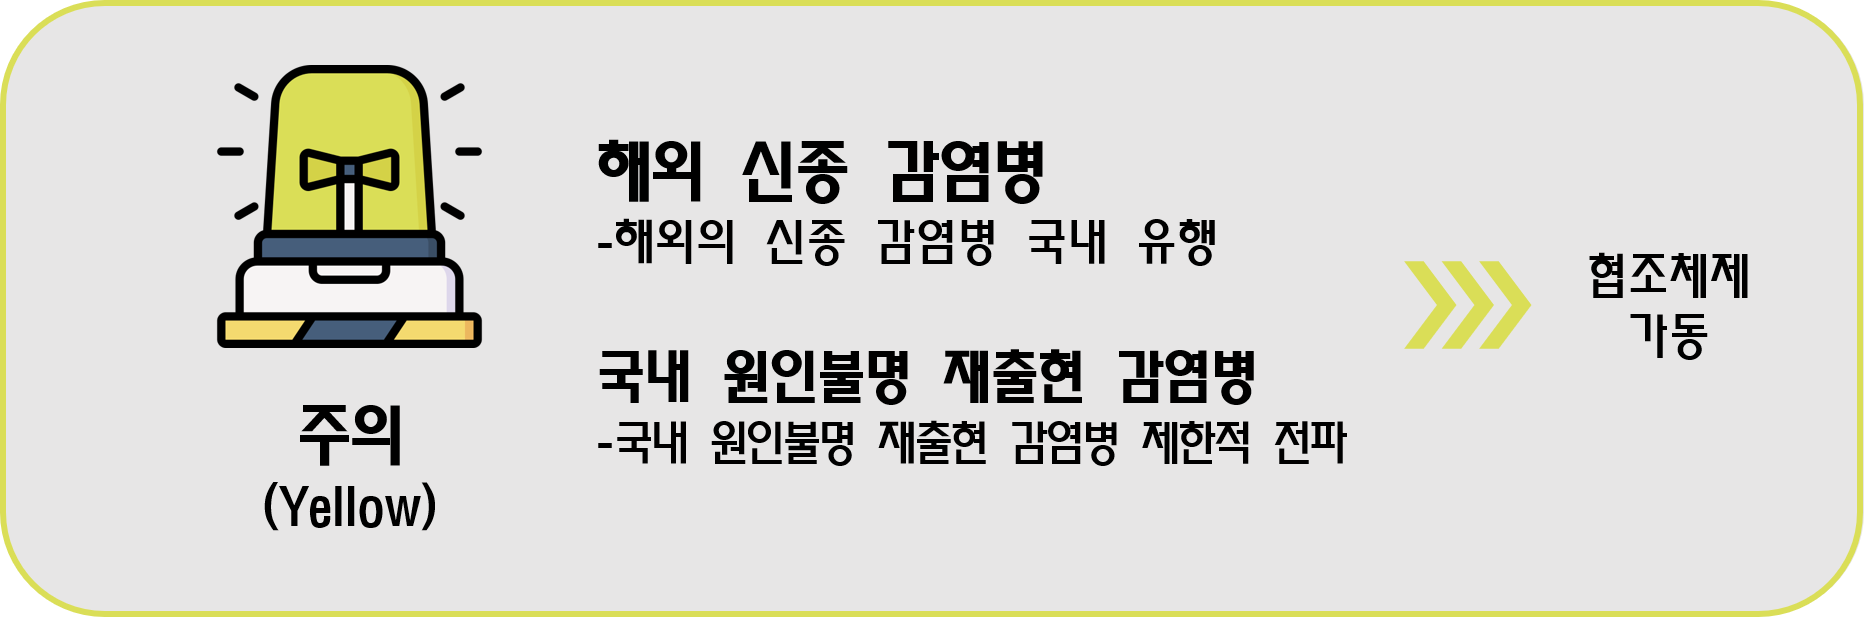 주의
(Yellow)
해외 신종 감염병
-해외의 신종 감염병 국내 유행
국내 원인불명 재출현 감염병
-국내 원인불명 재출현 감염병 제한적 전파
협조체제
가동